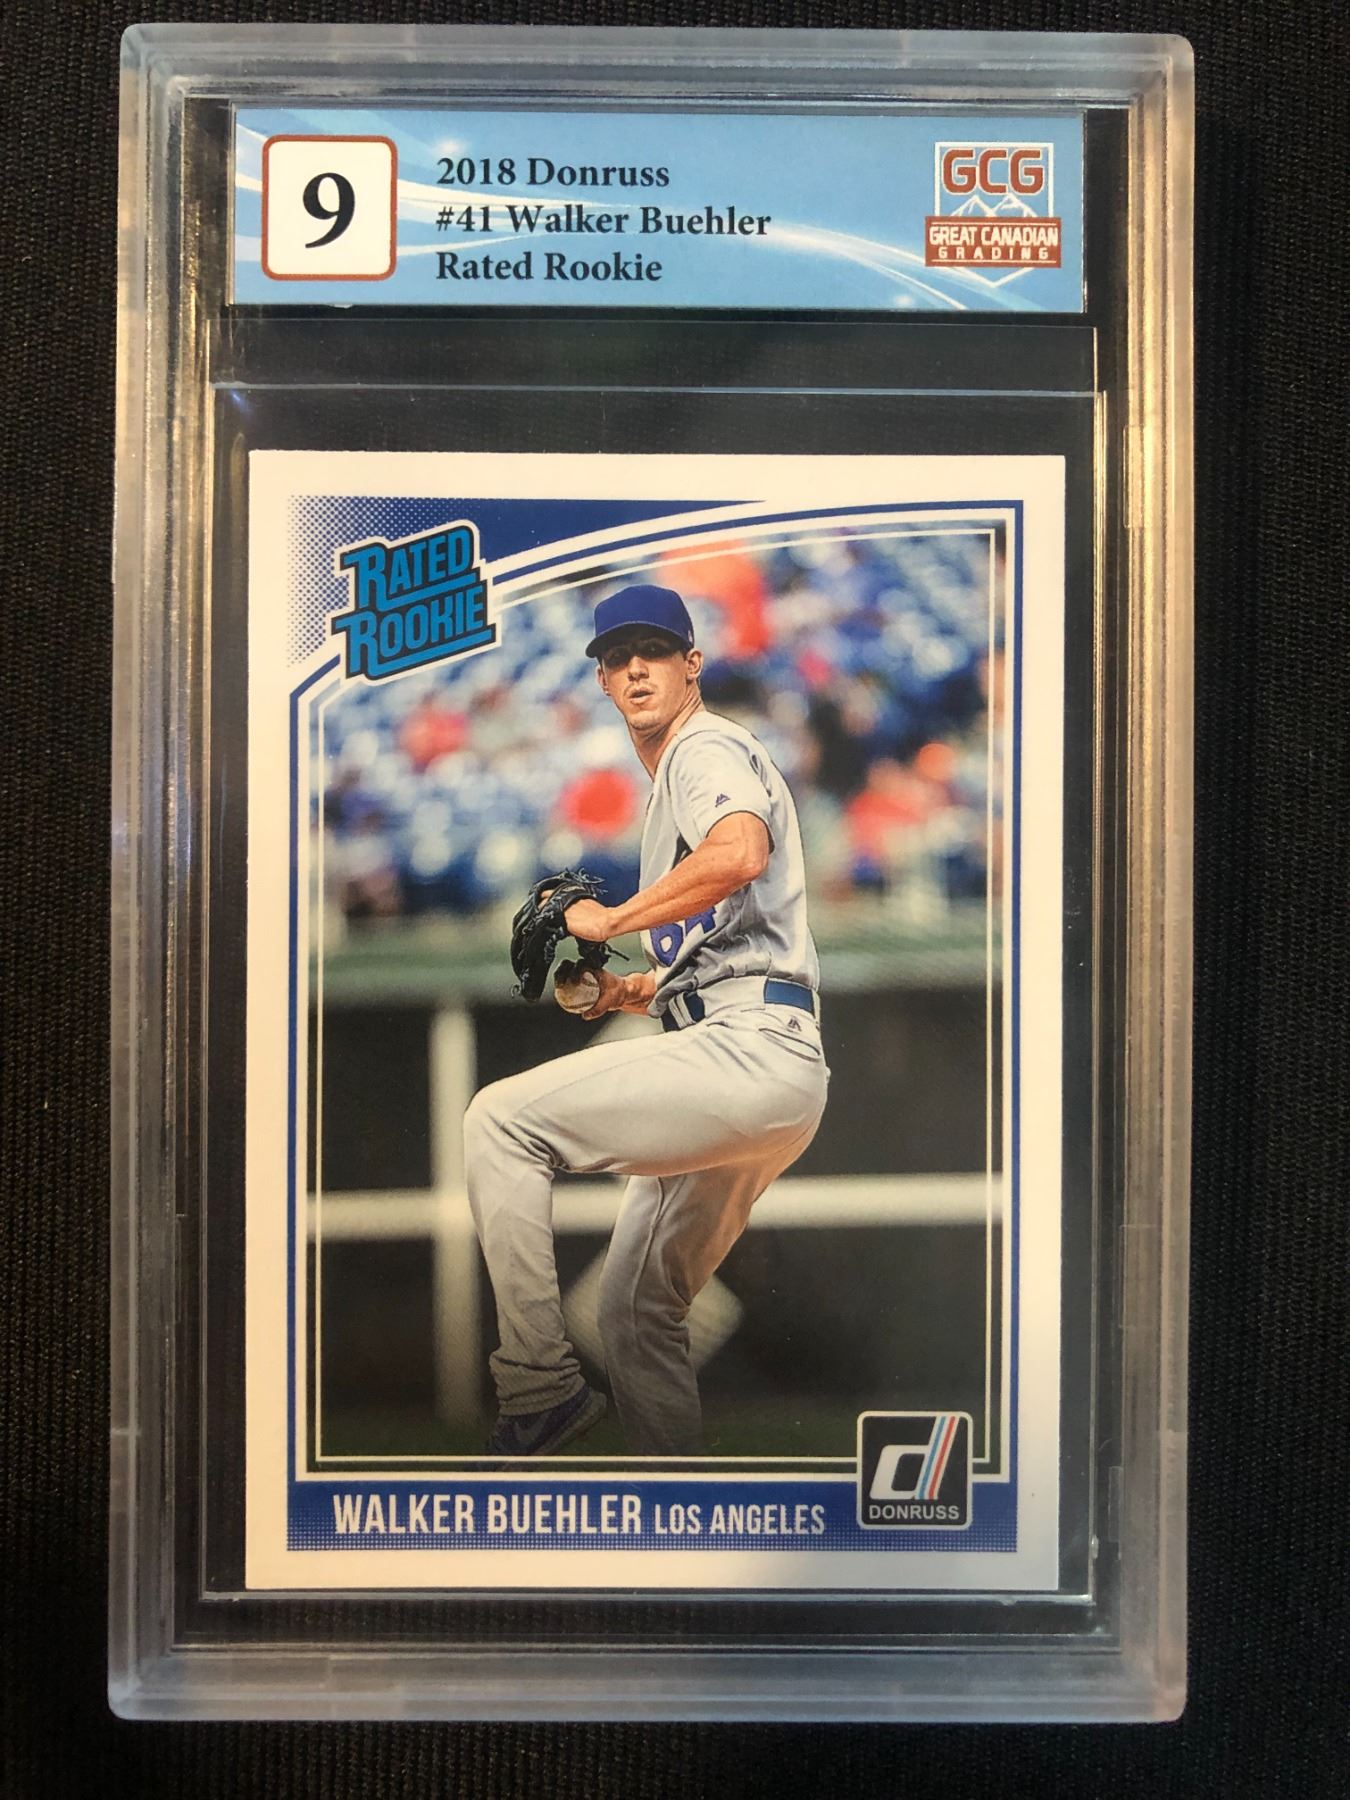 9
2018 Donruss
#41 Walker Buehler
Rated Rookie
GCG
GREAT CANADIAN
GRADING
RATED
ROOKIE
64
WALKER BUEHLER LOS ANGELES
d
DONRUSS